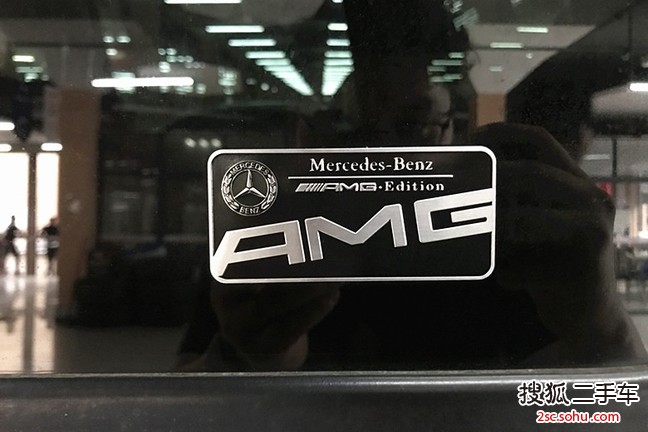 MERCEDES
BENZ
Mercedes-Benz
AMG·Edition
AMG
搜狐二手车
2sc.sohu.com